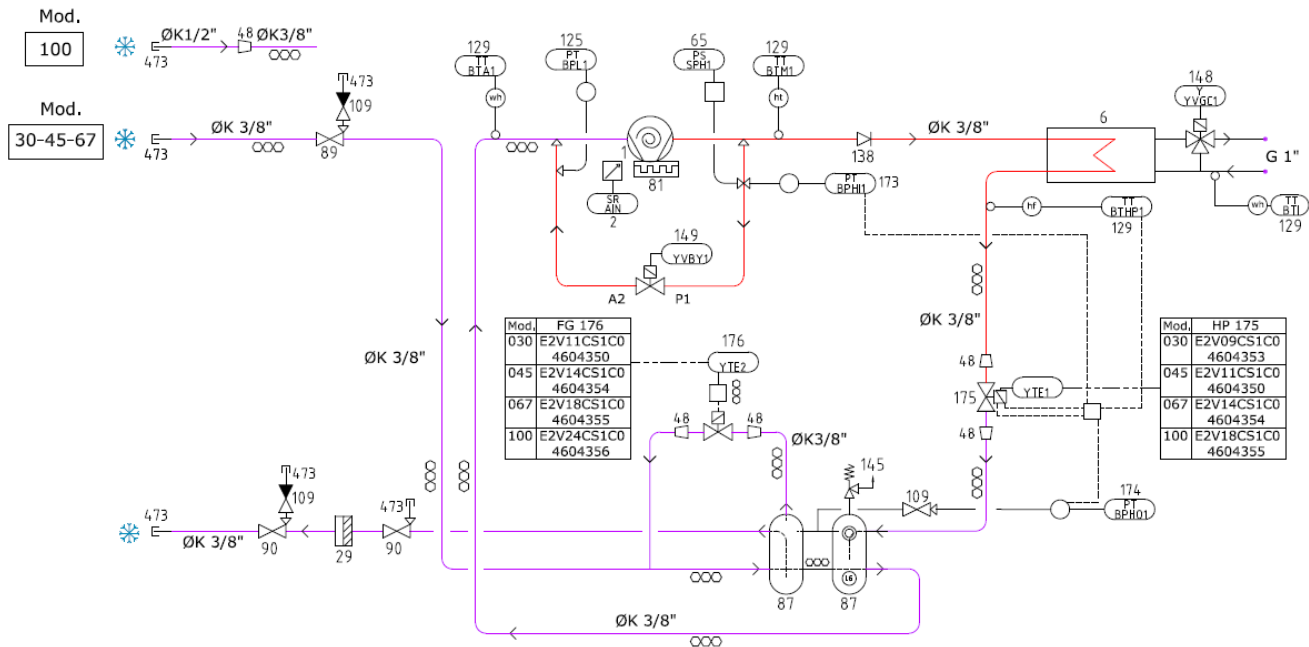 Mod.
100
473
ØK1/2"
48
ØK3/8"
Mod.
30-45-67
473
ØK 3/8"
473
109
89
129
TT
BTA1
wh
125
PT
BPL1
65
PS
SPH1
129
TT
BTM1
ht
1
81
SR
AIN
2
138
ØK 3/8"
6
148
Y
YVGC1
G 1"
PT
BPHI1
173
hf
TT
BTHP1
129
wh
TT
BTI
129
149
YVBY1
A2
P1
ØK 3/8"
ØK 3/8"
Mod. FG 176
030 E2V11CS1C0
4604350
045 E2V14CS1C0
4604354
067 E2V18CS1C0
4604355
100 E2V24CS1C0
4604356
176
YTE2
48
48
ØK3/8"
48
175
YTE1
48
Mod. HP 175
030 E2V09CS1C0
4604353
045 E2V11CS1C0
4604350
067 E2V14CS1C0
4604354
100 E2V18CS1C0
4604355
473
109
473
473
ØK 3/8"
90
29
90
145
109
174
PT
BPHO1
LG
87
87
ØK 3/8"